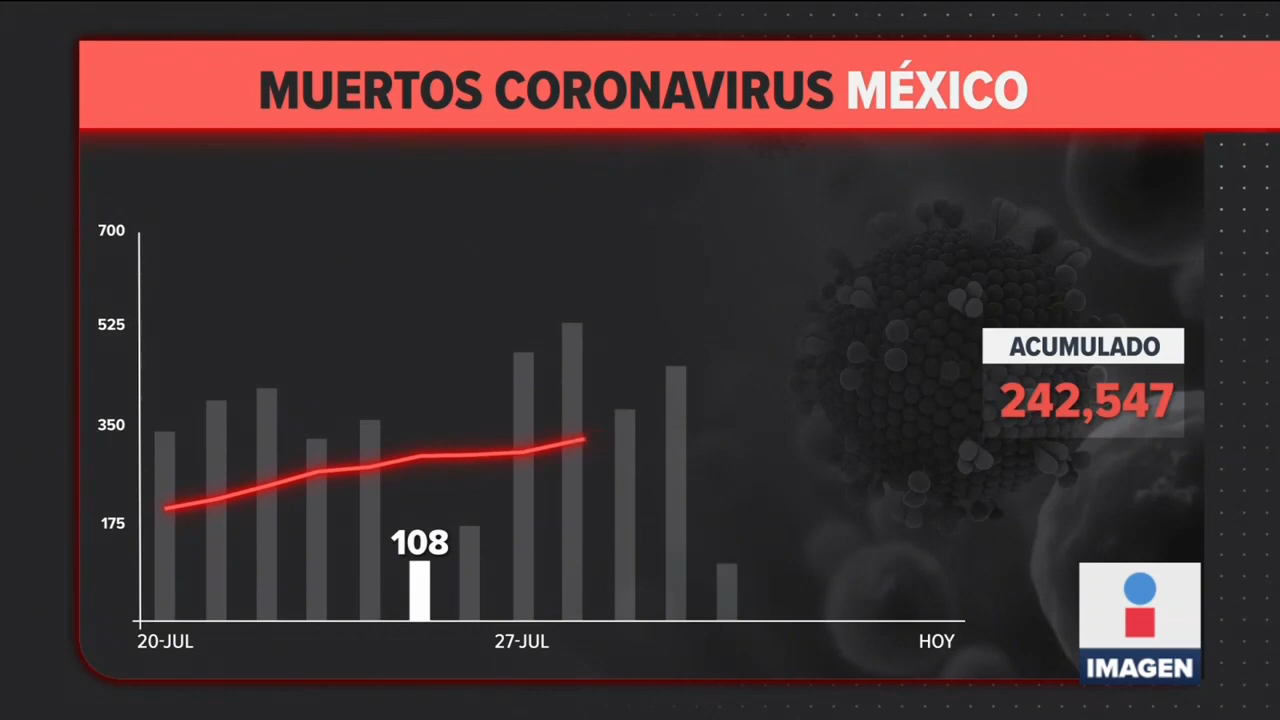 MUERTOS CORONAVIRUS MÉXICO
700
525
350
175
108
20-JUL
27-JUL
HOY
ACUMULADO
242,547
IMAGEN